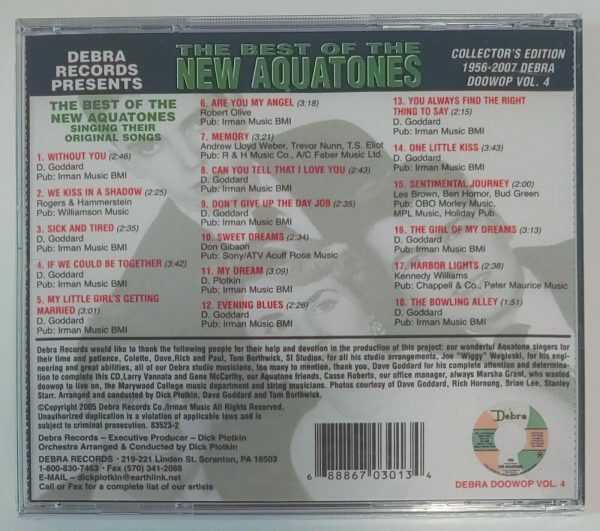 DEBRA
RECORDS
PRESENTS
THE BEST OF THE
NEW AQUATONES
COLLECTOR'S EDITION
1956-2007 DEBRA
DOOWOP VOL. 4
THE BEST OF THE
NEW AQUATONES
SINGING THEIR
ORIGINAL SONGS
1. WITHOUT YOU (2:46)
D. Goddard
Pub: Irman Music BMI
2. WE KISS IN A SHADOW (2:25)
Rogers & Hammerstein
Pub: Williamson Music
3. SICK AND TIRED (2:35)
D. Goddard
Pub: Irman Music BMI
4. IF WE COULD BE TOGETHER (3:42)
D. Goddard
Pub: Irman Music BMI
5. MY LITTLE GIRL'S GETTING
MARRIED (3:01)
D. Goddard
Pub: Irman Music BMI
6. ARE YOU MY ANGEL (3:18)
Robert Olive
Pub: Irman Music BMI
7. MEMORY (3:21)
Andrew Lloyd Weber, Trevor Nunn, T.S. Eliot
Pub: R & H Music Co., A/C Faber Music Ltd.
8. CAN YOU TELL THAT I LOVE YOU (2:43)
D. Goddard
Pub: Irman Music BMI
9. DON'T GIVE UP THE DAY JOB (2:35)
D. Goddard
Pub: Irman Music BMI
10. SWEET DREAMS (2:34)
Don Gibson
Pub: Sony/ATV Acuff Rose Music
11. MY DREAM (3:09)
D. Plotkin
Pub: Irman Music BMI
12. EVENING BLUES (2:26)
D. Goddard
Pub: Irman Music BMI
13. YOU ALWAYS FIND THE RIGHT
THING TO SAY (2:15)
D. Goddard
Pub: Irman Music BMI
14. ONE LITTLE KISS (3:43)
D. Goddard
Pub: Irman Music BMI
15. SENTIMENTAL JOURNEY (2:00)
Les Brown, Ben Homor, Bud Green
Pub: OBO Morley Music,
MPL Music, Holiday Pub
16. THE GIRL OF MY DREAMS (3:13)
D. Goddard
Pub: Irman Music BMI
17. HARBOR LIGHTS (2:38)
Kennedy Williams
Pub: Chappell & Co., Peter Maurice Music
18. THE BOWLING ALLEY (1:51)
D. Goddard
Pub: Irman Music BMI
Debra Records would like to thank the following people for their help and devotion in the production of this project: our wonderful Aquatone singers for
their time and patience, Colette, Dave, Rich and Paul, Tom Borthwick, SI Studios, for all his studio arrangements, Joe "Wiggy" Wegleski, for his engi-
neering and great abilities, all of our Debra studio musicians, too many to mention, thank you, Dave Goddard for his complete attention and determina-
tion to complete this CD, Larry Vannata and Gene McCarthy, our Aquatone friends, Casse Roberts, our office manager, always Marsha Grant, who wanted
doowop to live on, the Marywood College music department and string musicians. Photos courtesy of Dave Goddard, Rich Hornung, Brian Lee, Stanley
Starr. Arranged and conducted by Dick Plotkin, Dave Goddard and Tom Borthwick.
©Copyright 2005 Debra Records Co./Irman Music All Rights Reserved.
Unauthorized duplication is a violation of applicable laws and is
subject to criminal prosecution. 83523-2
Debra Records – Executive Producer – Dick Plotkin
Orchestra Arranged & Conducted by Dick Plotkin
DEBRA RECORDS • 219-221 Linden St. Scranton, PA 18503
1-800-830-7453 • Fax (570) 341-2088
E-MAIL – dickplotkin@earthlink.net
Call or Fax for a complete list of our artists
6 88867 03013 4
Debra
DEBRA DOOWOP VOL. 4